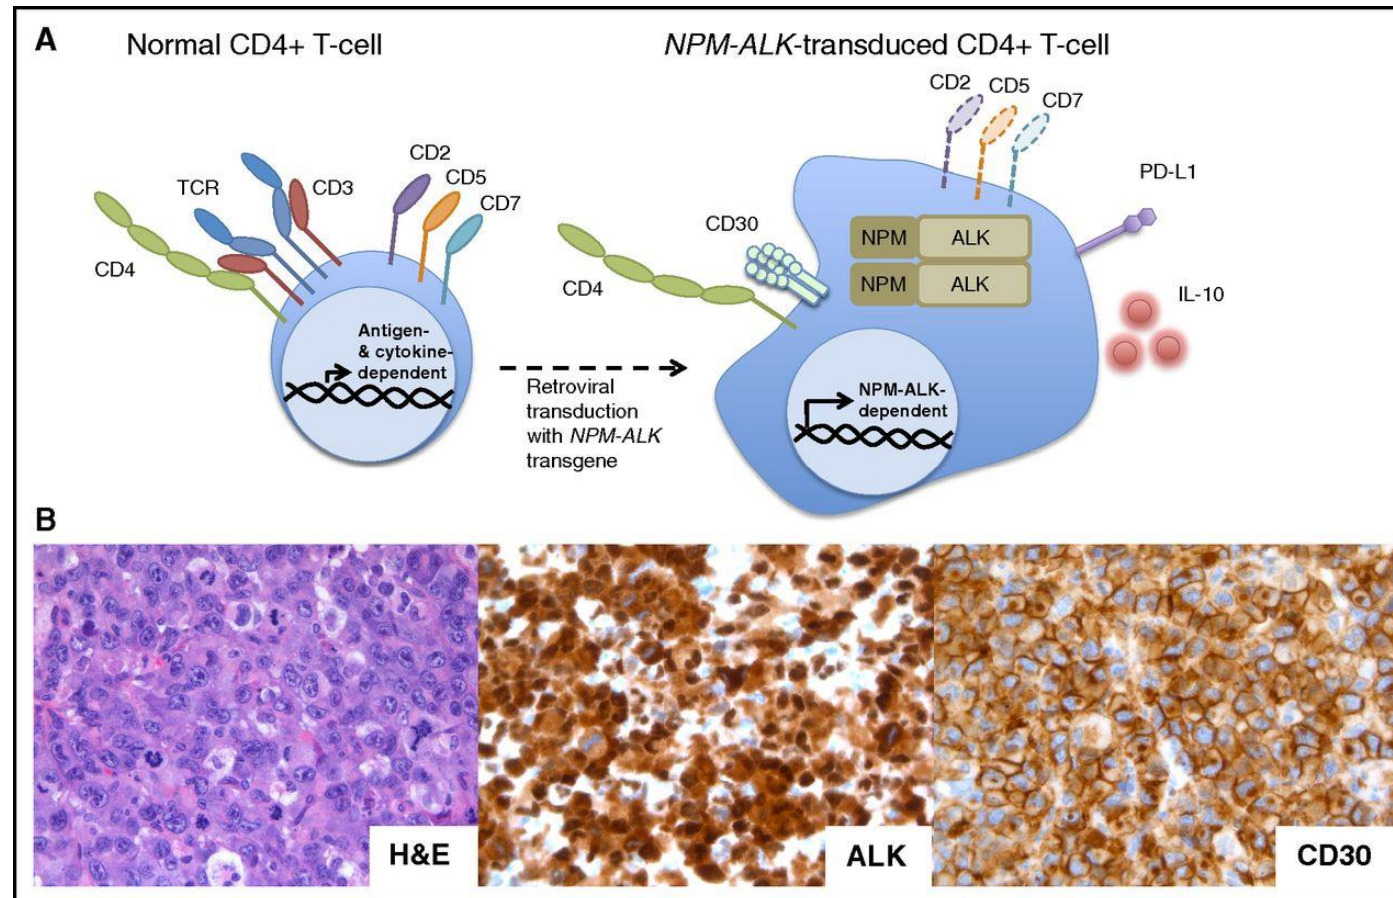 A
Normal CD4+ T-cell
NPM-ALK-transduced CD4+ T-cell
CD4
TCR
CD3
CD2
CD5
CD7
Antigen-
& cytokine-
dependent
Retroviral
transduction
with NPM-ALK
transgene
CD4
CD30
CD2
CD5
CD7
NPM ALK
NPM ALK
PD-L1
IL-10
NPM-ALK-
dependent
B
H&E
ALK
CD30